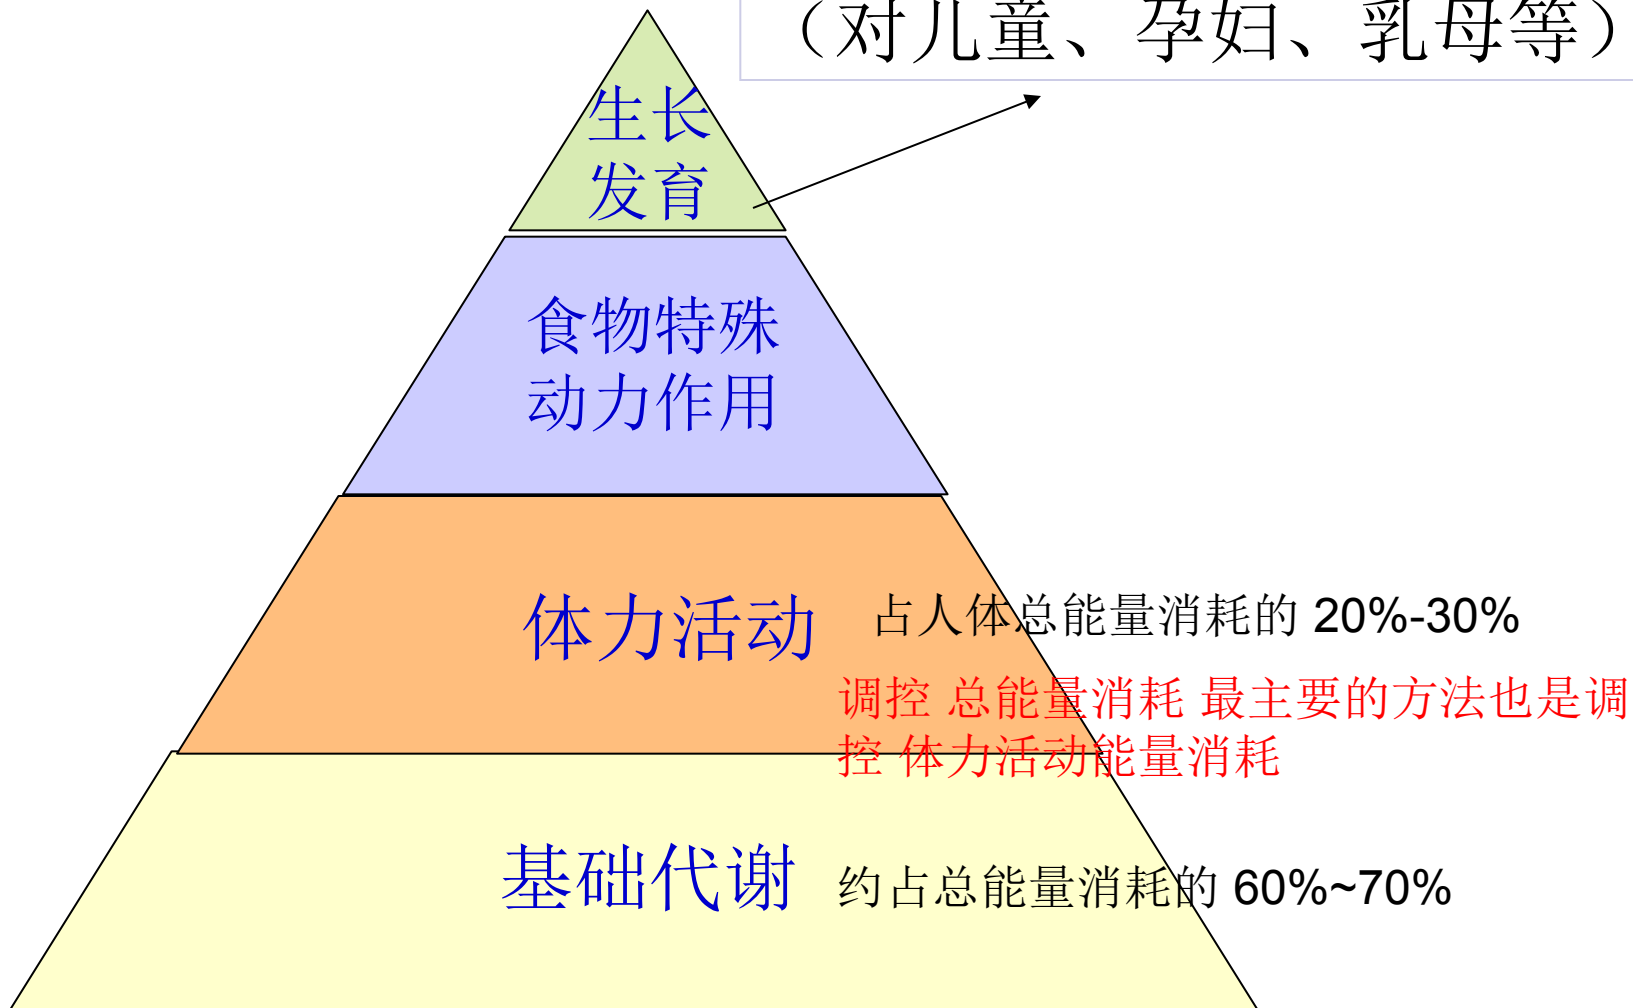 （对儿童、孕妇、乳母等）
生长
发育
食物特殊
动力作用
体力活动
占人体总能量消耗的 20%-30%
调控 总能量消耗 最主要的方法也是调
控 体力活动能量消耗
基础代谢
约占总能量消耗的 60%~70%